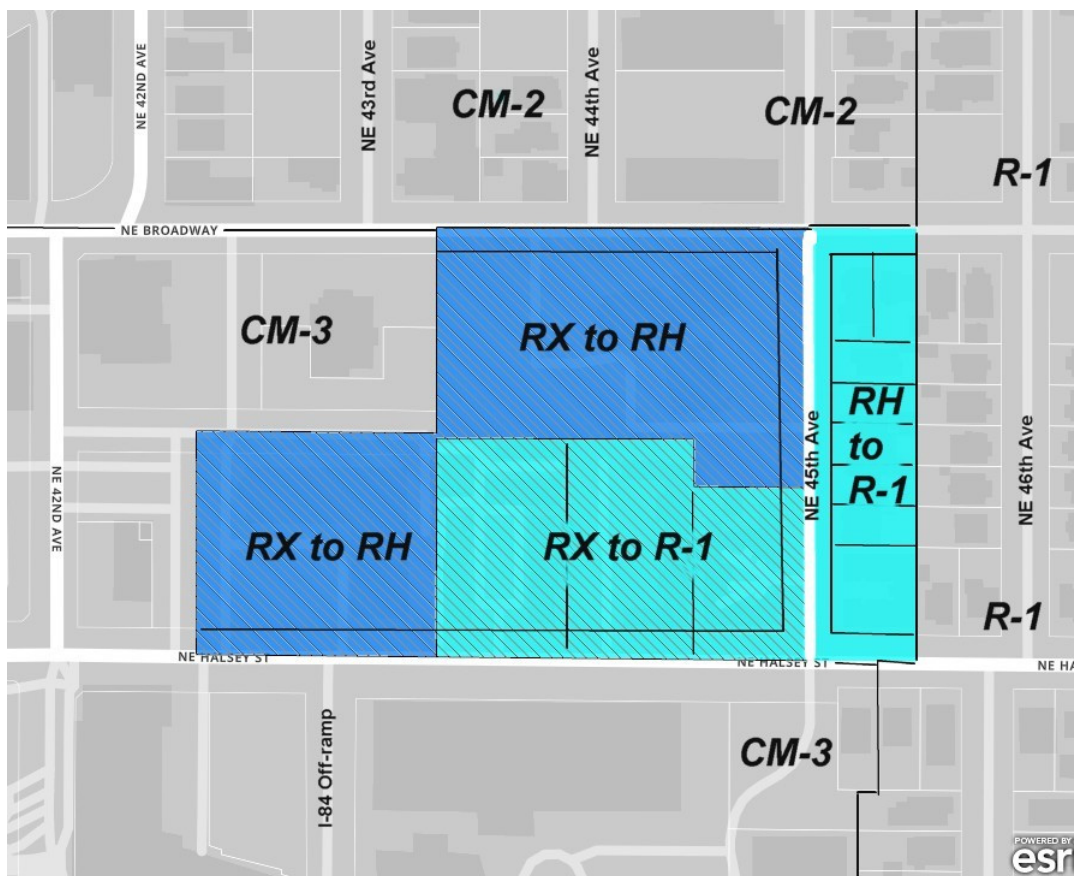 NE 42ND AVE
NE 43rd Ave
CM-2
NE 44th Ave
CM-2
R-1
NE BROADWAY
CM-3
RX to RH
NE 42ND AVE
RX to RH
RX to R-1
NE 45th Ave
RH
to
R-1
NE 46th Ave
R-1
NE HALSEY ST
NE HALSEY ST
NE HA
I-84 Off-ramp
CM-3
POWERED BY
esri